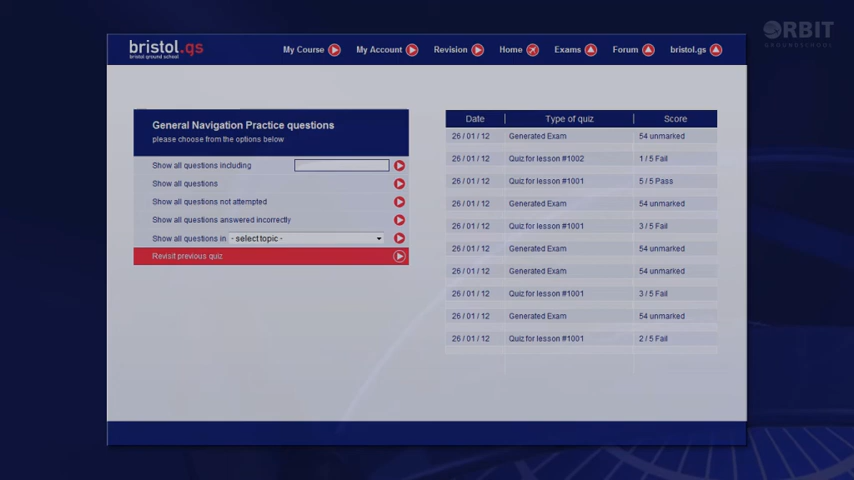 ORBIT
GROUNDSCHOOL
bristol.gs
bristol ground school
My Course
My Account
Revision
Home
Exams
Forum
bristol.gs
General Navigation Practice questions
please choose from the options below
Show all questions including
Show all questions
Show all questions not attempted
Show all questions answered incorrectly
Show all questions in - select topic -
Revisit previous quiz
Date Type of quiz Score
26 / 01 / 12 Generated Exam 54 unmarked
26 / 01 / 12 Quiz for lesson #1002 1 / 5 Fail
26 / 01 / 12 Quiz for lesson #1001 5 / 5 Pass
26 / 01 / 12 Generated Exam 54 unmarked
26 / 01 / 12 Quiz for lesson #1001 3 / 5 Fail
26 / 01 / 12 Generated Exam 54 unmarked
26 / 01 / 12 Generated Exam 54 unmarked
26 / 01 / 12 Quiz for lesson #1001 3 / 5 Fail
26 / 01 / 12 Generated Exam 54 unmarked
26 / 01 / 12 Quiz for lesson #1001 2 / 5 Fail